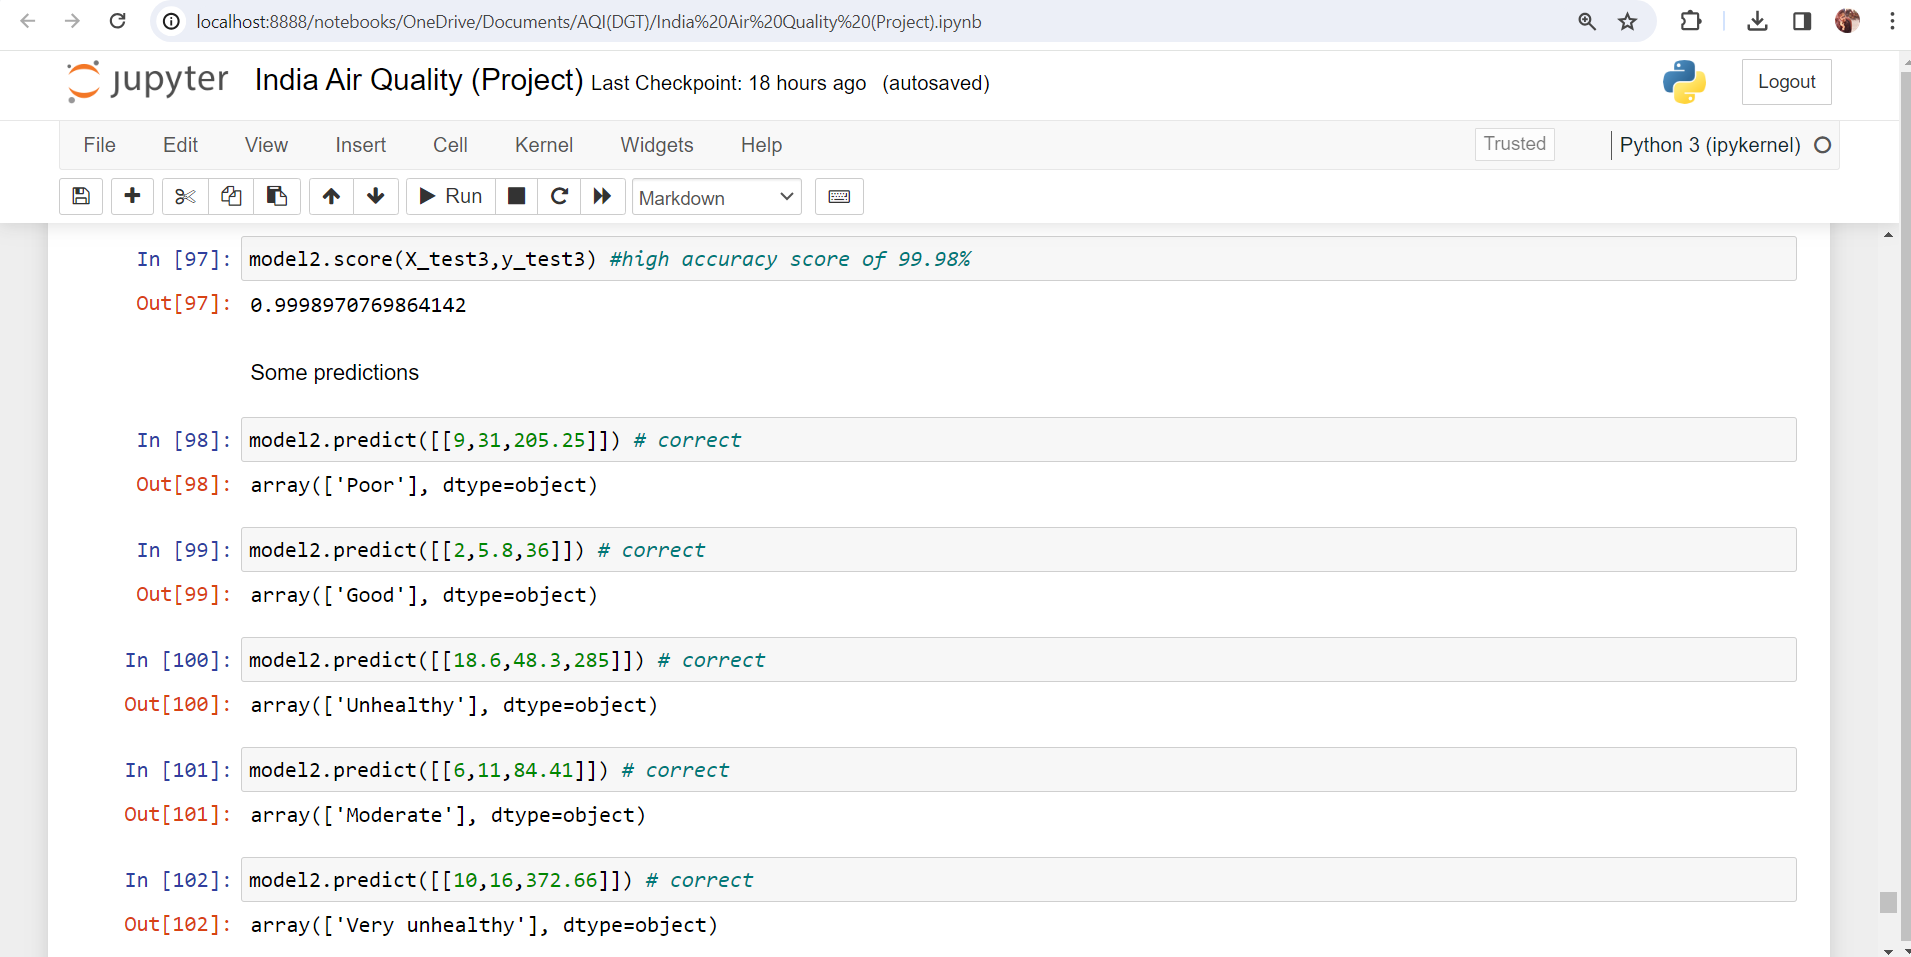 localhost:8888/notebooks/OneDrive/Documents/AQI(DGT)/India%20Air%20Quality%20(Project).ipynb
jupyter India Air Quality (Project) Last Checkpoint: 18 hours ago (autosaved)
Logout
File Edit View Insert Cell Kernel Widgets Help
Trusted
Python 3 (ipykernel)
Run
Markdown
In [97]: model2.score(X_test3,y_test3) #high accuracy score of 99.98%
Out[97]: 0.9998970769864142
Some predictions
In [98]: model2.predict([[9,31,205.25]]) # correct
Out[98]: array(['Poor'], dtype=object)
In [99]: model2.predict([[2,5.8,36]]) # correct
Out[99]: array(['Good'], dtype=object)
In [100]: model2.predict([[18.6,48.3,285]]) # correct
Out[100]: array(['Unhealthy'], dtype=object)
In [101]: model2.predict([[6,11,84.41]]) # correct
Out[101]: array(['Moderate'], dtype=object)
In [102]: model2.predict([[10,16,372.66]]) # correct
Out[102]: array(['Very unhealthy'], dtype=object)